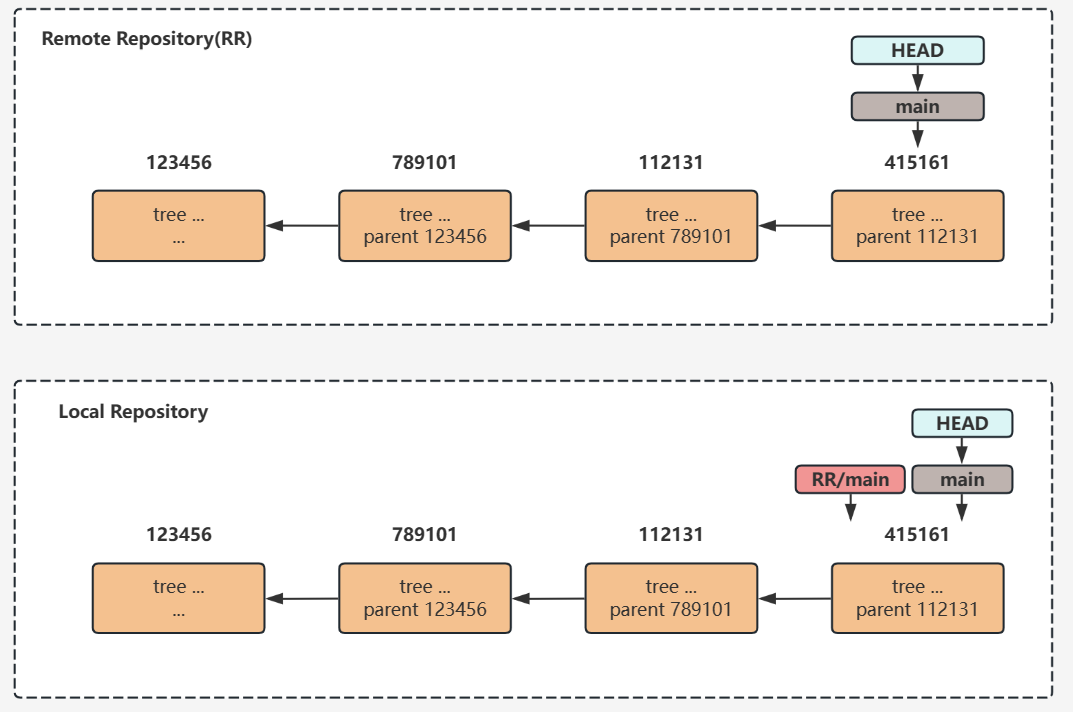 Remote Repository(RR)
HEAD
main
123456
789101
112131
415161
tree ...
...
tree ...
parent 123456
tree ...
parent 789101
tree ...
parent 112131
Local Repository
HEAD
RR/main
main
123456
789101
112131
415161
tree ...
...
tree ...
parent 123456
tree ...
parent 789101
tree ...
parent 112131